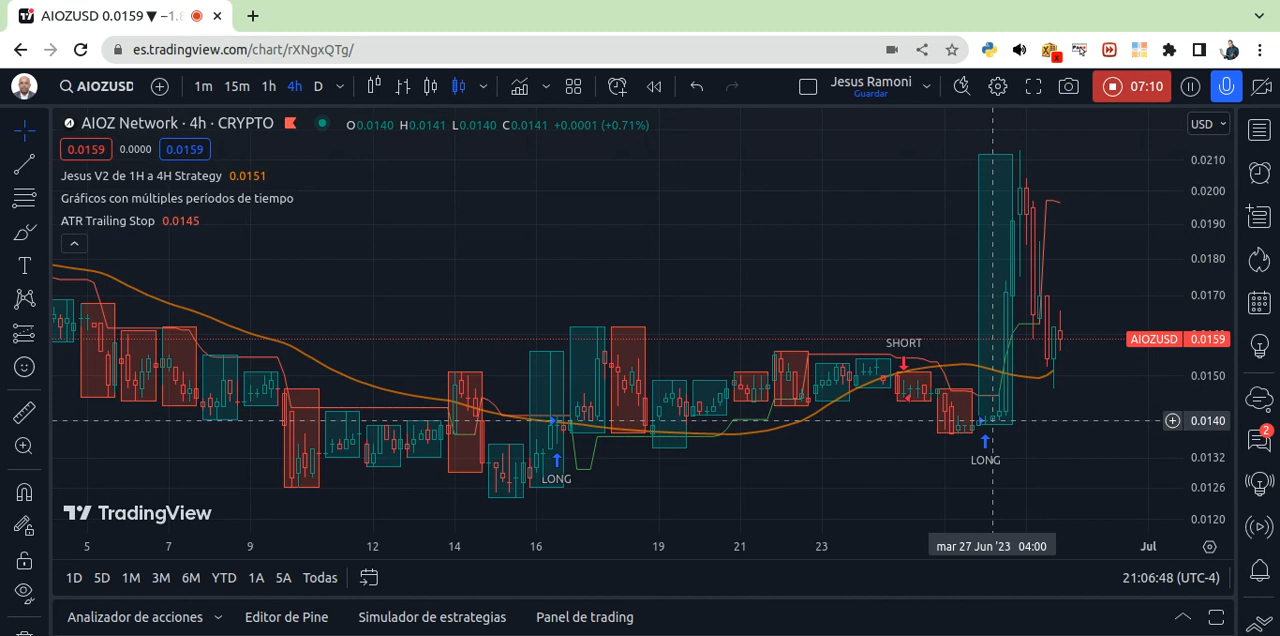 AIOZUSD 0.0159 ▼ −1.8
es.tradingview.com/chart/rXNgxQTg/
AIOZUSD 1m 15m 1h 4h D Jesus Ramoni Guardar 07:10
AIOZ Network · 4h · CRYPTO O0.0140 H0.0141 L0.0140 C0.0141 +0.0001 (+0.71%) USD
0.0159 0.0000 0.0159
Jesus V2 de 1H a 4H Strategy 0.0151
Gráficos con múltiples períodos de tiempo
ATR Trailing Stop 0.0145
0.0210
0.0200
0.0190
0.0180
0.0170
SHORT
AIOZUSD 0.0159
0.0150
0.0140
LONG
LONG
0.0132
0.0126
0.0120
TradingView
5 7 9 12 14 16 19 21 23 mar 27 Jun '23 04:00 Jul
1D 5D 1M 3M 6M YTD 1A 5A Todas 21:06:48 (UTC-4)
Analizador de acciones Editor de Pine Simulador de estrategias Panel de trading
2